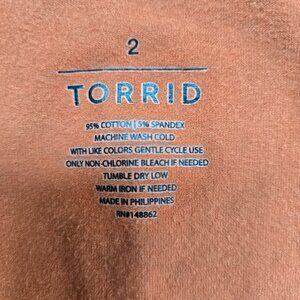 2
TORRID
95% COTTON | 5% SPANDEX
MACHINE WASH COLD
WITH LIKE COLORS GENTLE CYCLE USE
ONLY NON-CHLORINE BLEACH IF NEEDED
TUMBLE DRY LOW
WARM IRON IF NEEDED
MADE IN PHILIPPINES
RN#148862